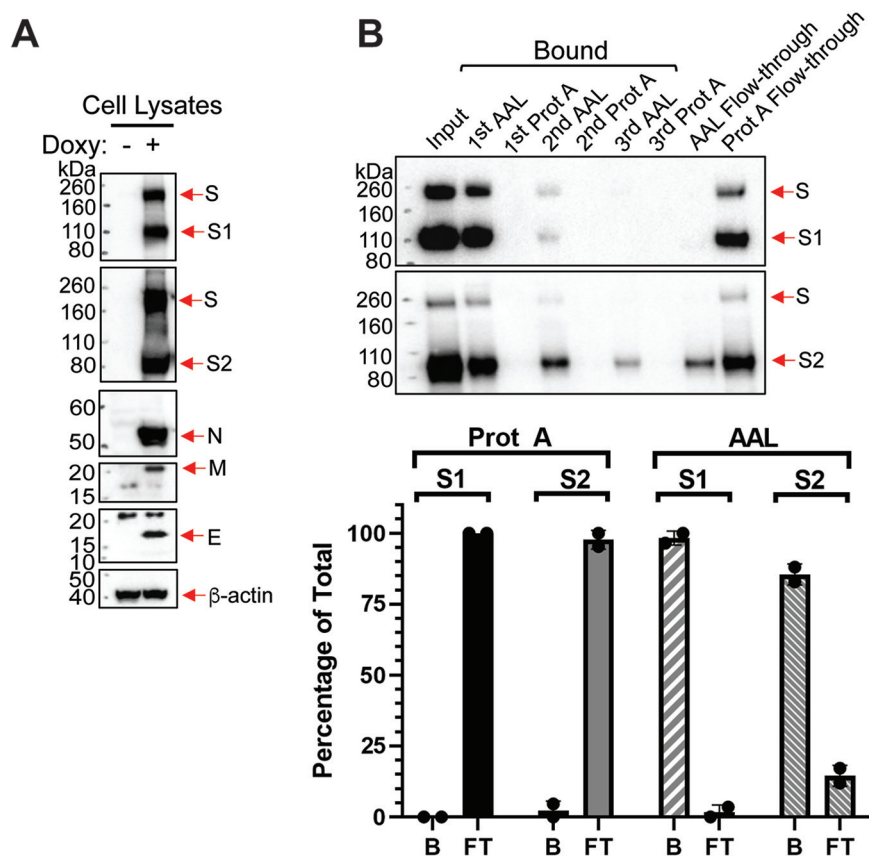 A
Cell Lysates
Doxy: - +
kDa
260
160
110
80
S
S1
260
160
110
80
S
S2
60
50
N
20
15
M
20
15
10
E
50
40
β-actin
B
Bound
Input
1st AAL
1st Prot A
2nd AAL
2nd Prot A
3rd AAL
3rd Prot A
AAL Flow-through
Prot A Flow-through
kDa
260
160
110
80
S
S1
260
160
110
80
S
S2
Prot A AAL
S1 S2 S1 S2
Percentage of Total
100
75
50
25
0
B FT B FT B FT B FT